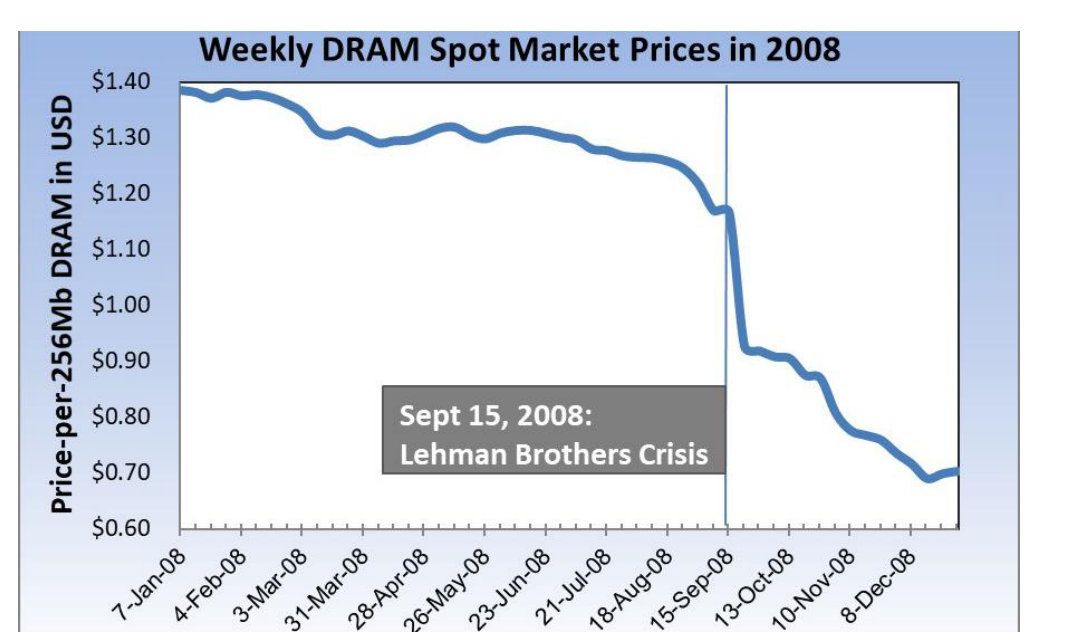 Weekly DRAM Spot Market Prices in 2008
Price-per-256Mb DRAM in USD
$1.40
$1.30
$1.20
$1.10
$1.00
$0.90
$0.80
$0.70
$0.60
Sept 15, 2008:
Lehman Brothers Crisis
7-Jan-08
4-Feb-08
3-Mar-08
31-Mar-08
28-Apr-08
26-May-08
23-Jun-08
21-Jul-08
18-Aug-08
15-Sep-08
13-Oct-08
10-Nov-08
8-Dec-08